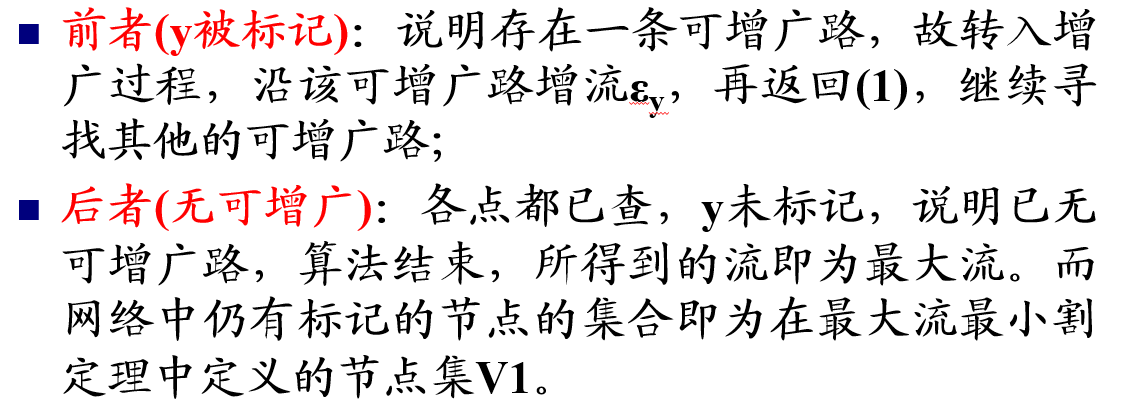 ■ 前者(y被标记)：说明存在一条可增广路，故转入增
广过程，沿该可增广路增流εy，再返回(1)，继续寻
找其他的可增广路;
■ 后者(无可增广)：各点都已查，y未标记，说明已无
可增广路，算法结束，所得到的流即为最大流。而
网络中仍有标记的节点的集合即为在最大流最小割
定理中定义的节点集V1。